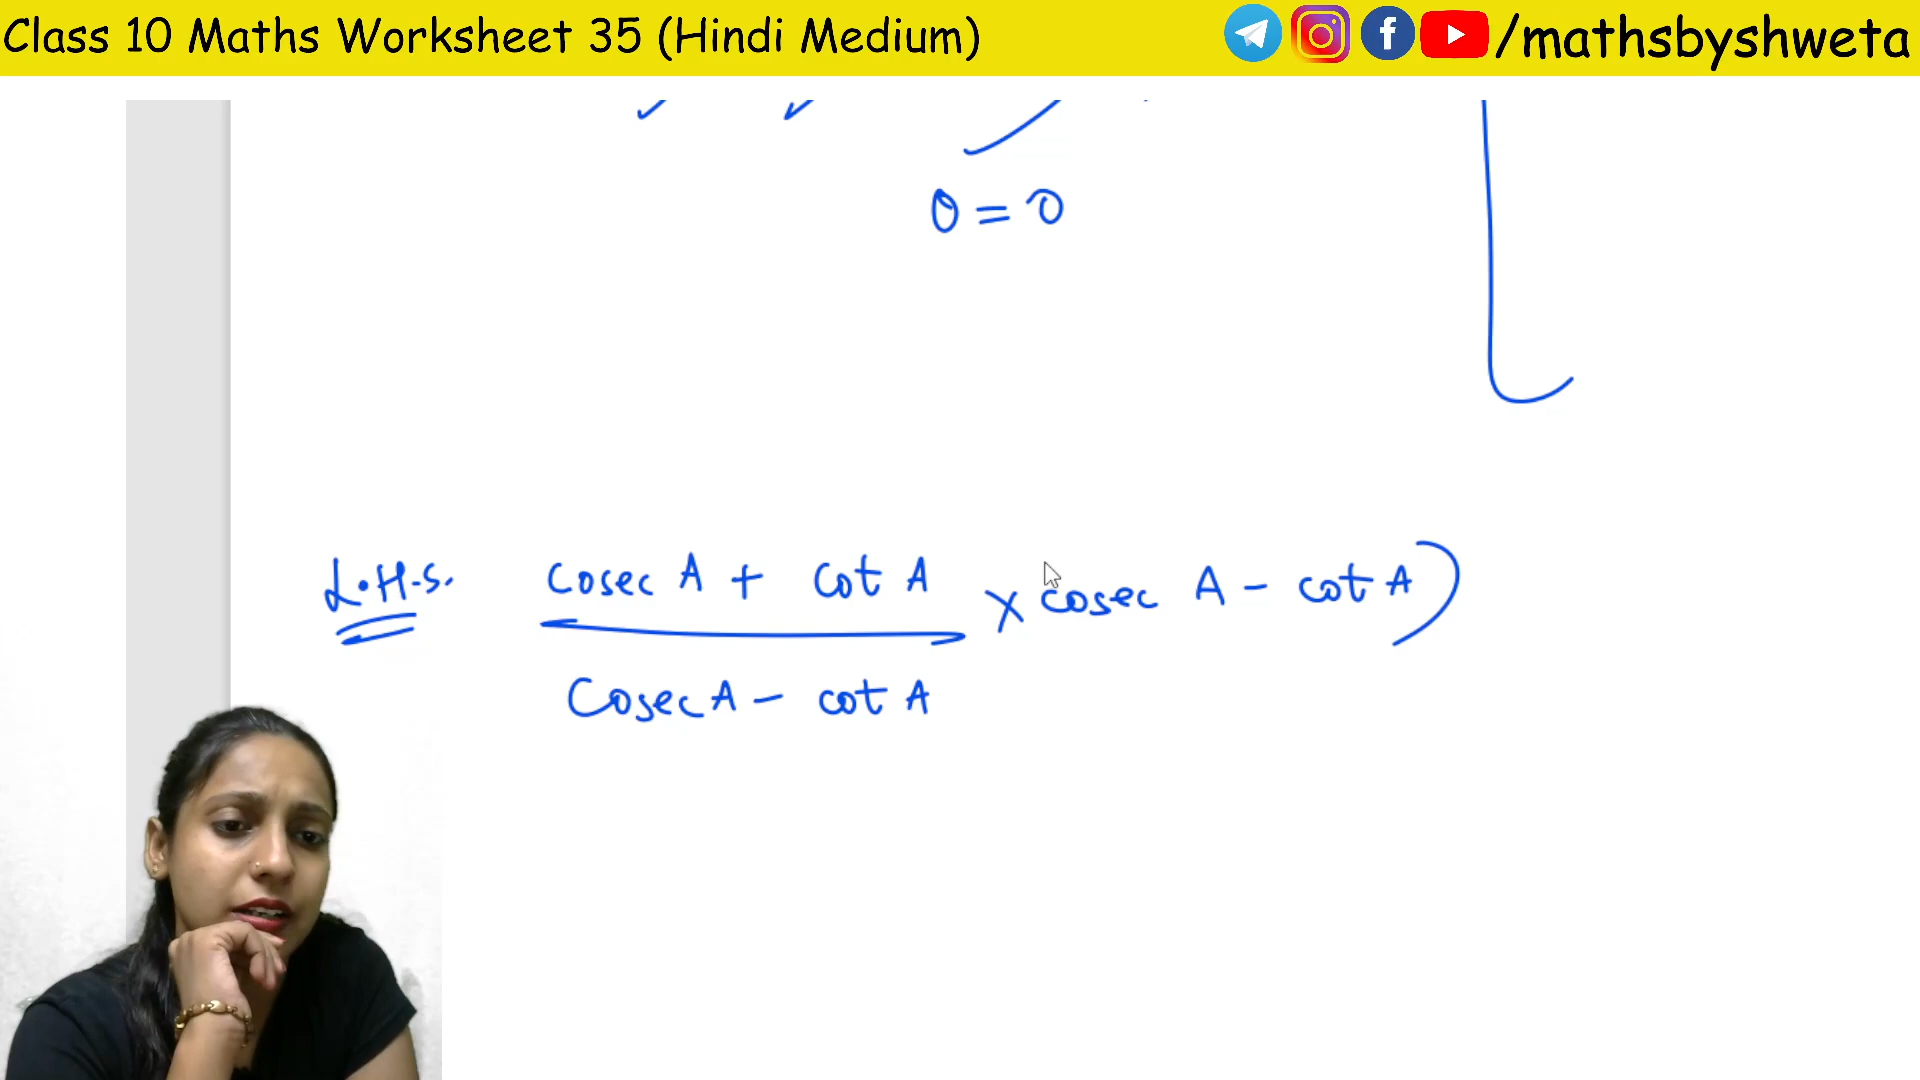 Class 10 Maths Worksheet 35 (Hindi Medium)
/mathsbyshweta
0 = 0
L.H.S. cosec A + cot A × cosec A - cot A)
Cosec A - cot A